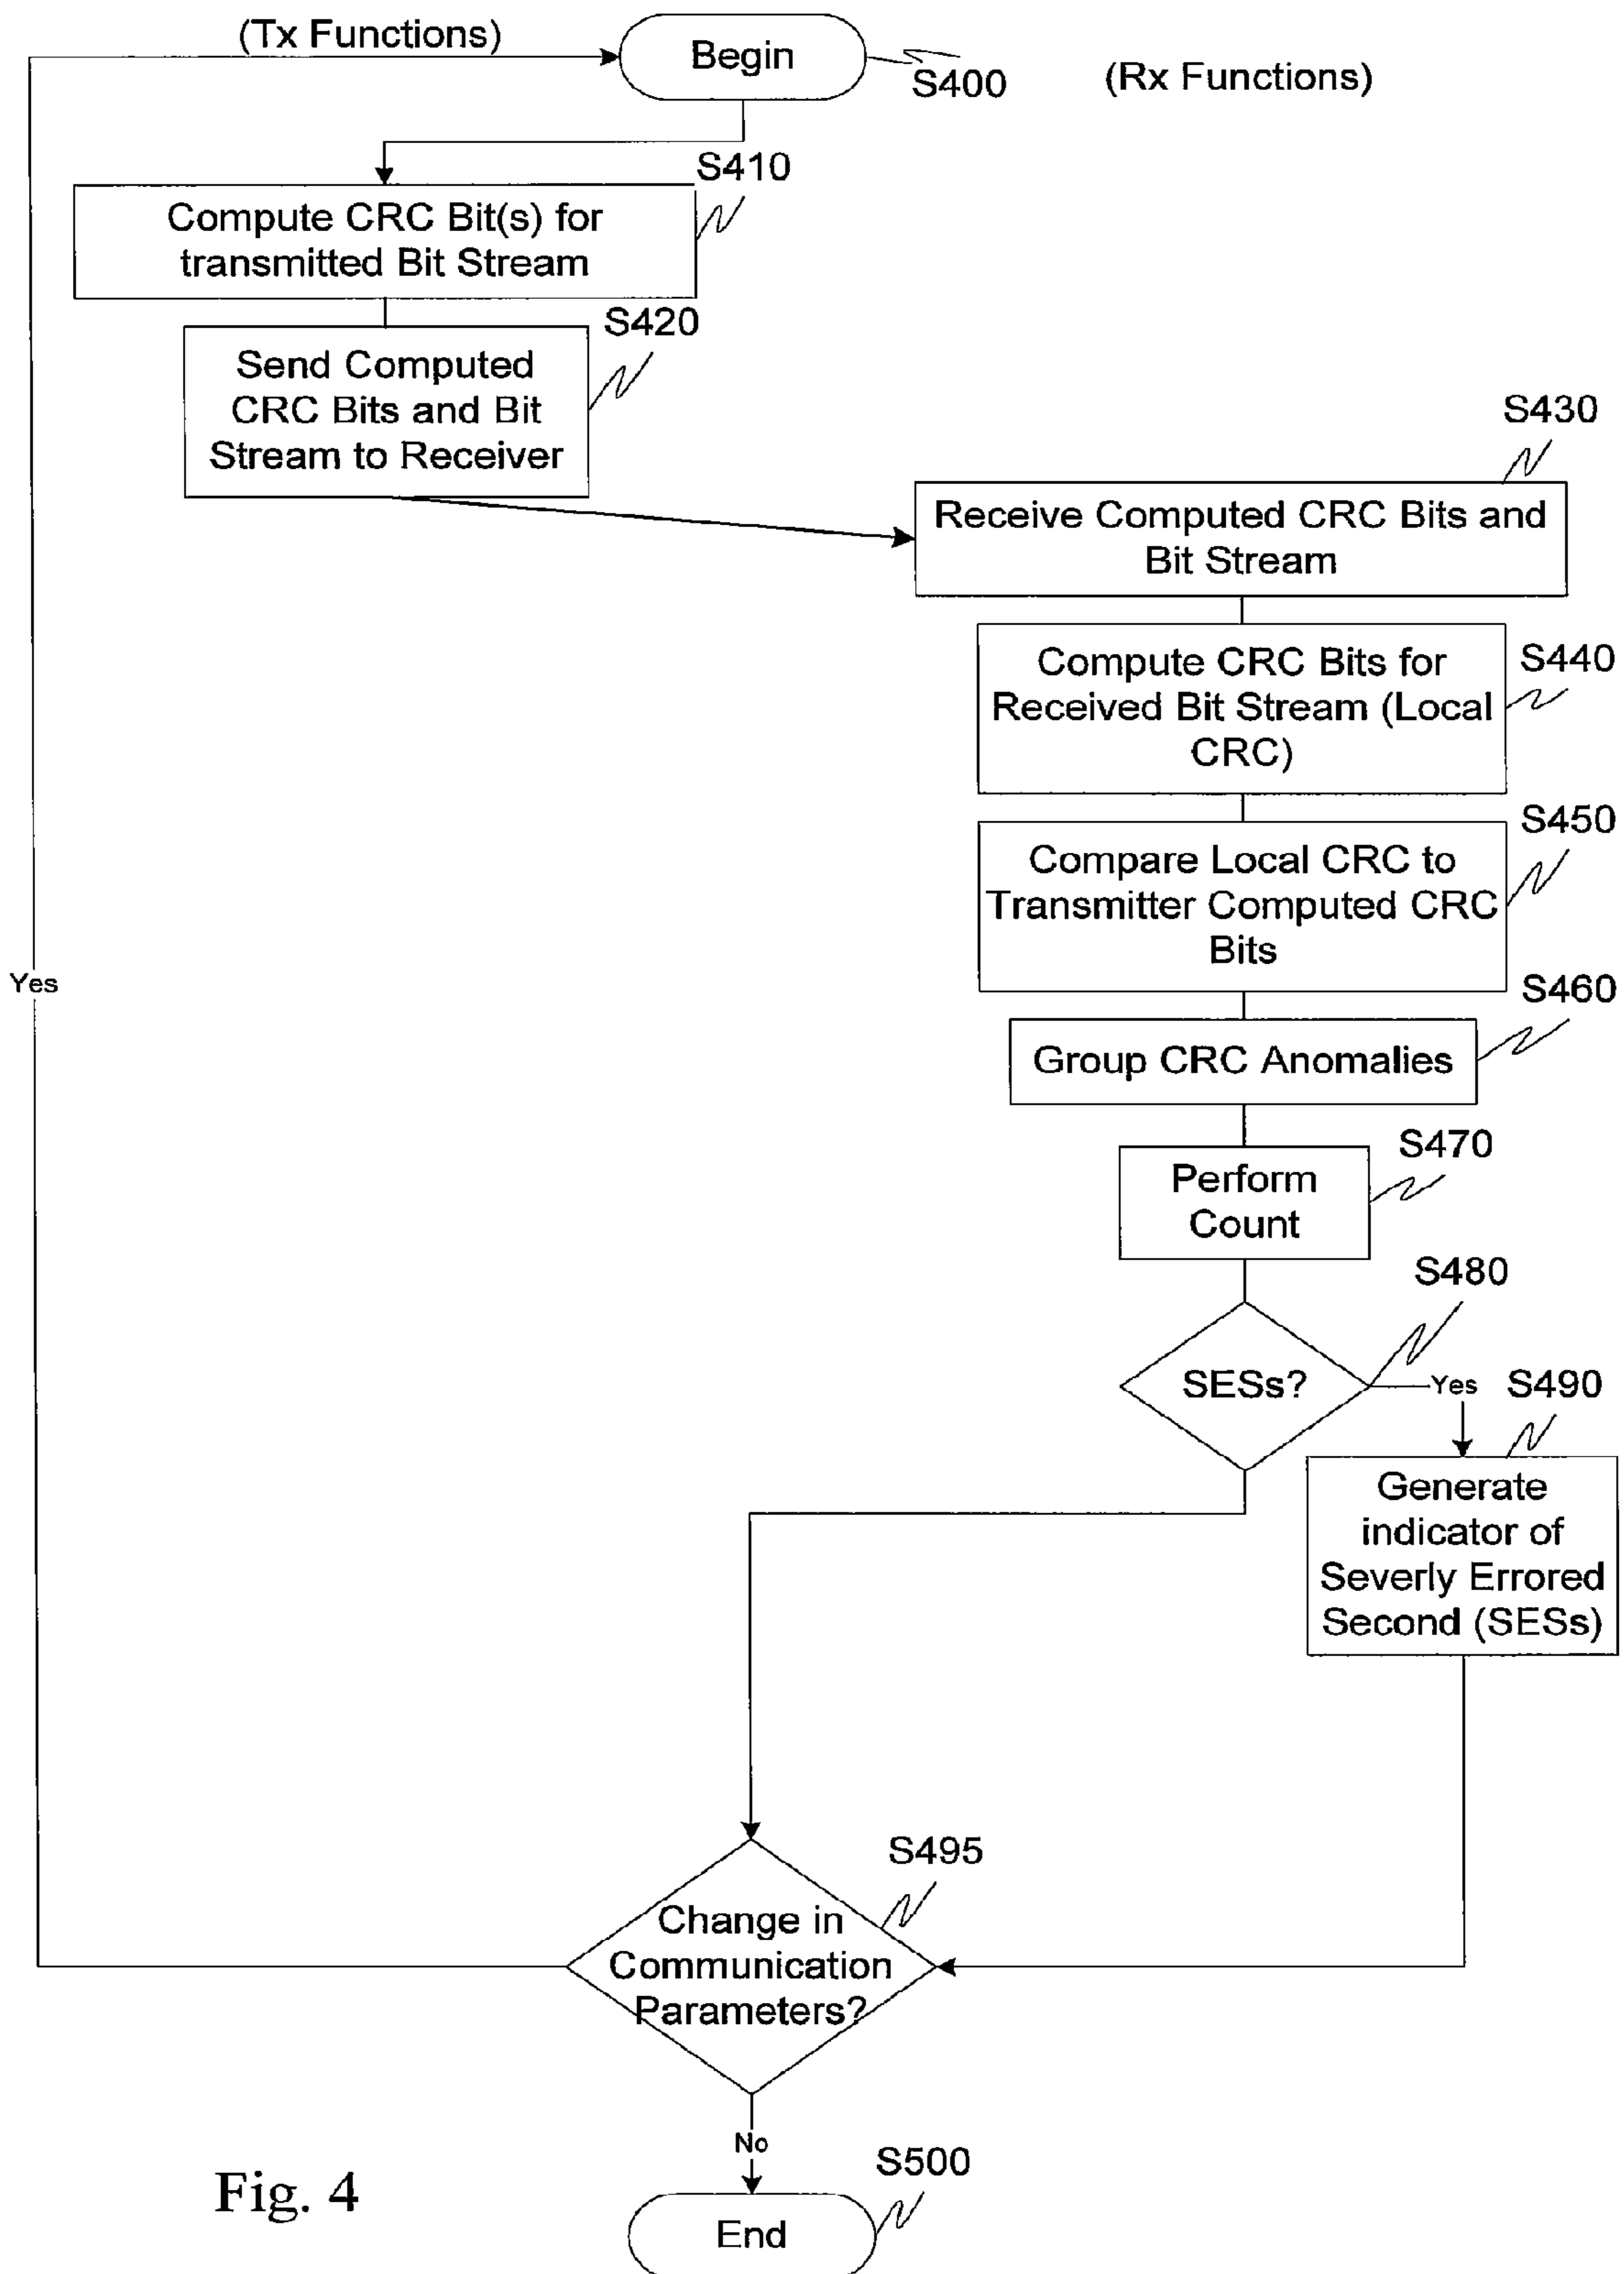 (Tx Functions)
Begin
S400
(Rx Functions)
S410
Compute CRC Bit(s) for
transmitted Bit Stream
S420
Send Computed
CRC Bits and Bit
Stream to Receiver
S430
Receive Computed CRC Bits and
Bit Stream
S440
Compute CRC Bits for
Received Bit Stream (Local
CRC)
S450
Compare Local CRC to
Transmitter Computed CRC
Bits
Yes
S460
Group CRC Anomalies
S470
Perform
Count
S480
SESs?
Yes
S490
Generate
indicator of
Severly Errored
Second (SESs)
S495
Change in
Communication
Parameters?
No
S500
End
Fig. 4